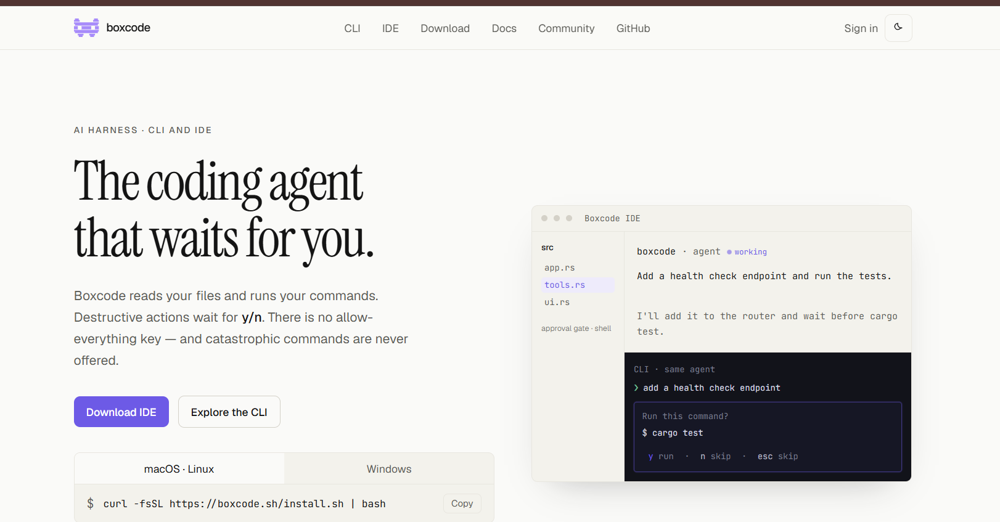 boxcode
CLI
IDE
Download
Docs
Community
GitHub
Sign in
AI HARNESS · CLI AND IDE
The coding agent
that waits for you.
Boxcode reads your files and runs your commands.
Destructive actions wait for y/n. There is no allow-
everything key — and catastrophic commands are never
offered.
Download IDE
Explore the CLI
macOS · Linux
Windows
$ curl -fsSL https://boxcode.sh/install.sh | bash
Copy
Boxcode IDE
src
app.rs
tools.rs
ui.rs
approval gate · shell
boxcode · agent working
Add a health check endpoint and run the tests.
I'll add it to the router and wait before cargo
test.
CLI · same agent
❯ add a health check endpoint
Run this command?
$ cargo test
y run · n skip · esc skip